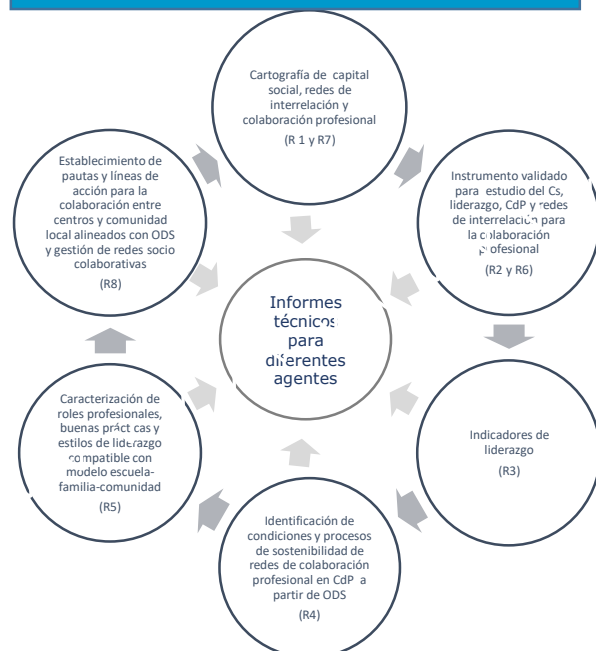 Cartografía de capital
social, redes de
interrelación y
colaboración profesional
(R 1 y R7)
Instrumento validado
para estudio del Cs,
liderazgo, CdP y redes
de interrelación para
la colaboración
profesional
(R2 y R6)
Indicadores de
liderazgo
(R3)
Identificación de
condiciones y procesos
de sostenibilidad de
redes de colaboración
profesional en CdP a
partir de ODS
(R4)
Caracterización de
roles profesionales,
buenas prácticas y
estilos de liderazgo
compatible con
modelo escuela-
familia-comunidad
(R5)
Establecimiento de
pautas y líneas de
acción para la
colaboración entre
centros y comunidad
local alineados con ODS
y gestión de redes socio
colaborativas
(R8)
Informes
técnicos
para
diferentes
agentes